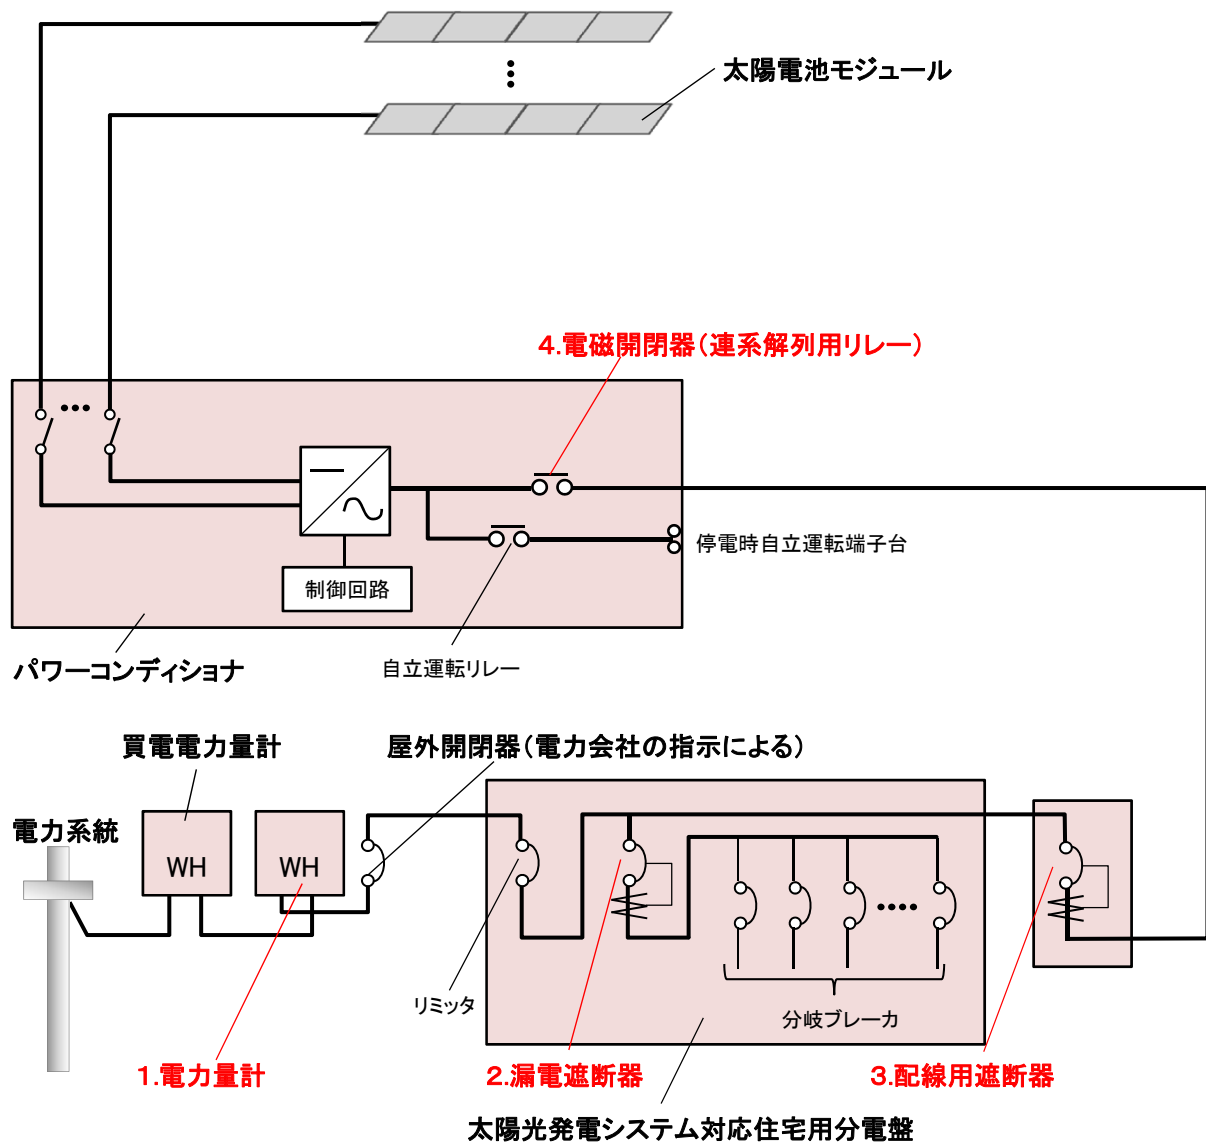 太陽電池モジュール
4.電磁開閉器（連系解列用リレー）
停電時自立運転端子台
制御回路
パワーコンディショナ
自立運転リレー
買電電力量計
屋外開閉器（電力会社の指示による）
電力系統
WH
WH
リミッタ
分岐ブレーカ
1.電力量計
2.漏電遮断器
3.配線用遮断器
太陽光発電システム対応住宅用分電盤